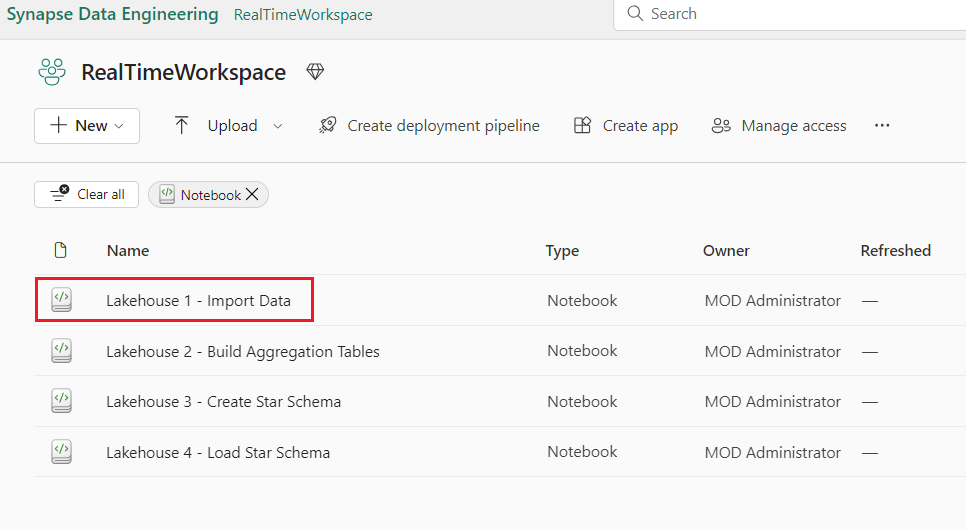 Synapse Data Engineering RealTimeWorkspace Search
RealTimeWorkspace
New Upload Create deployment pipeline Create app Manage access ...
Clear all Notebook
Name Type Owner Refreshed
Lakehouse 1 - Import Data Notebook MOD Administrator —
Lakehouse 2 - Build Aggregation Tables Notebook MOD Administrator —
Lakehouse 3 - Create Star Schema Notebook MOD Administrator —
Lakehouse 4 - Load Star Schema Notebook MOD Administrator —